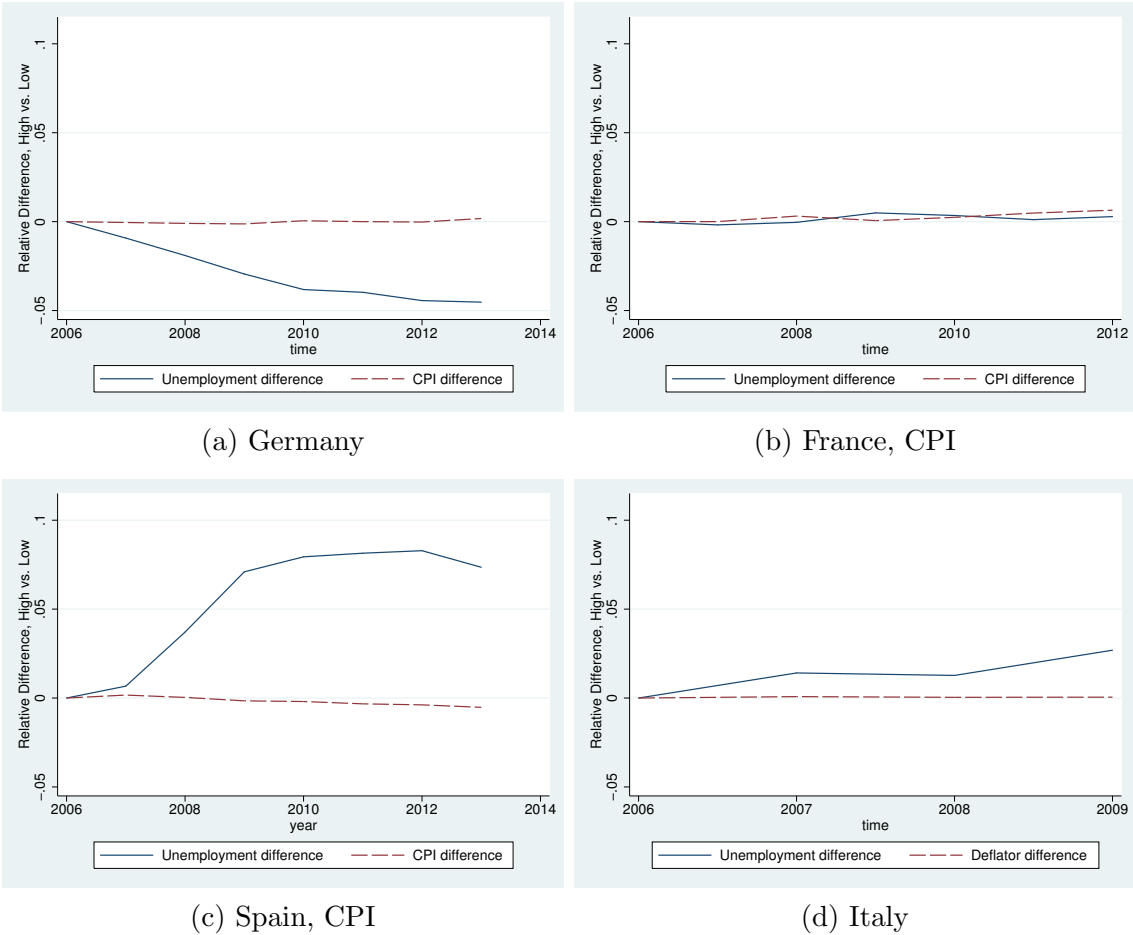 Relative Difference, High vs. Low
.1
.05
0
−.05
2006 2008 2010 2012 2014
time
Unemployment difference CPI difference
(a) Germany
Relative Difference, High vs. Low
.1
.05
0
−.05
2006 2008 2010 2012
time
Unemployment difference CPI difference
(b) France, CPI
Relative Difference, High vs. Low
.1
.05
0
−.05
2006 2008 2010 2012 2014
year
Unemployment difference CPI difference
(c) Spain, CPI
Relative Difference, High vs. Low
.1
.05
0
−.05
2006 2007 2008 2009
time
Unemployment difference Deflator difference
(d) Italy